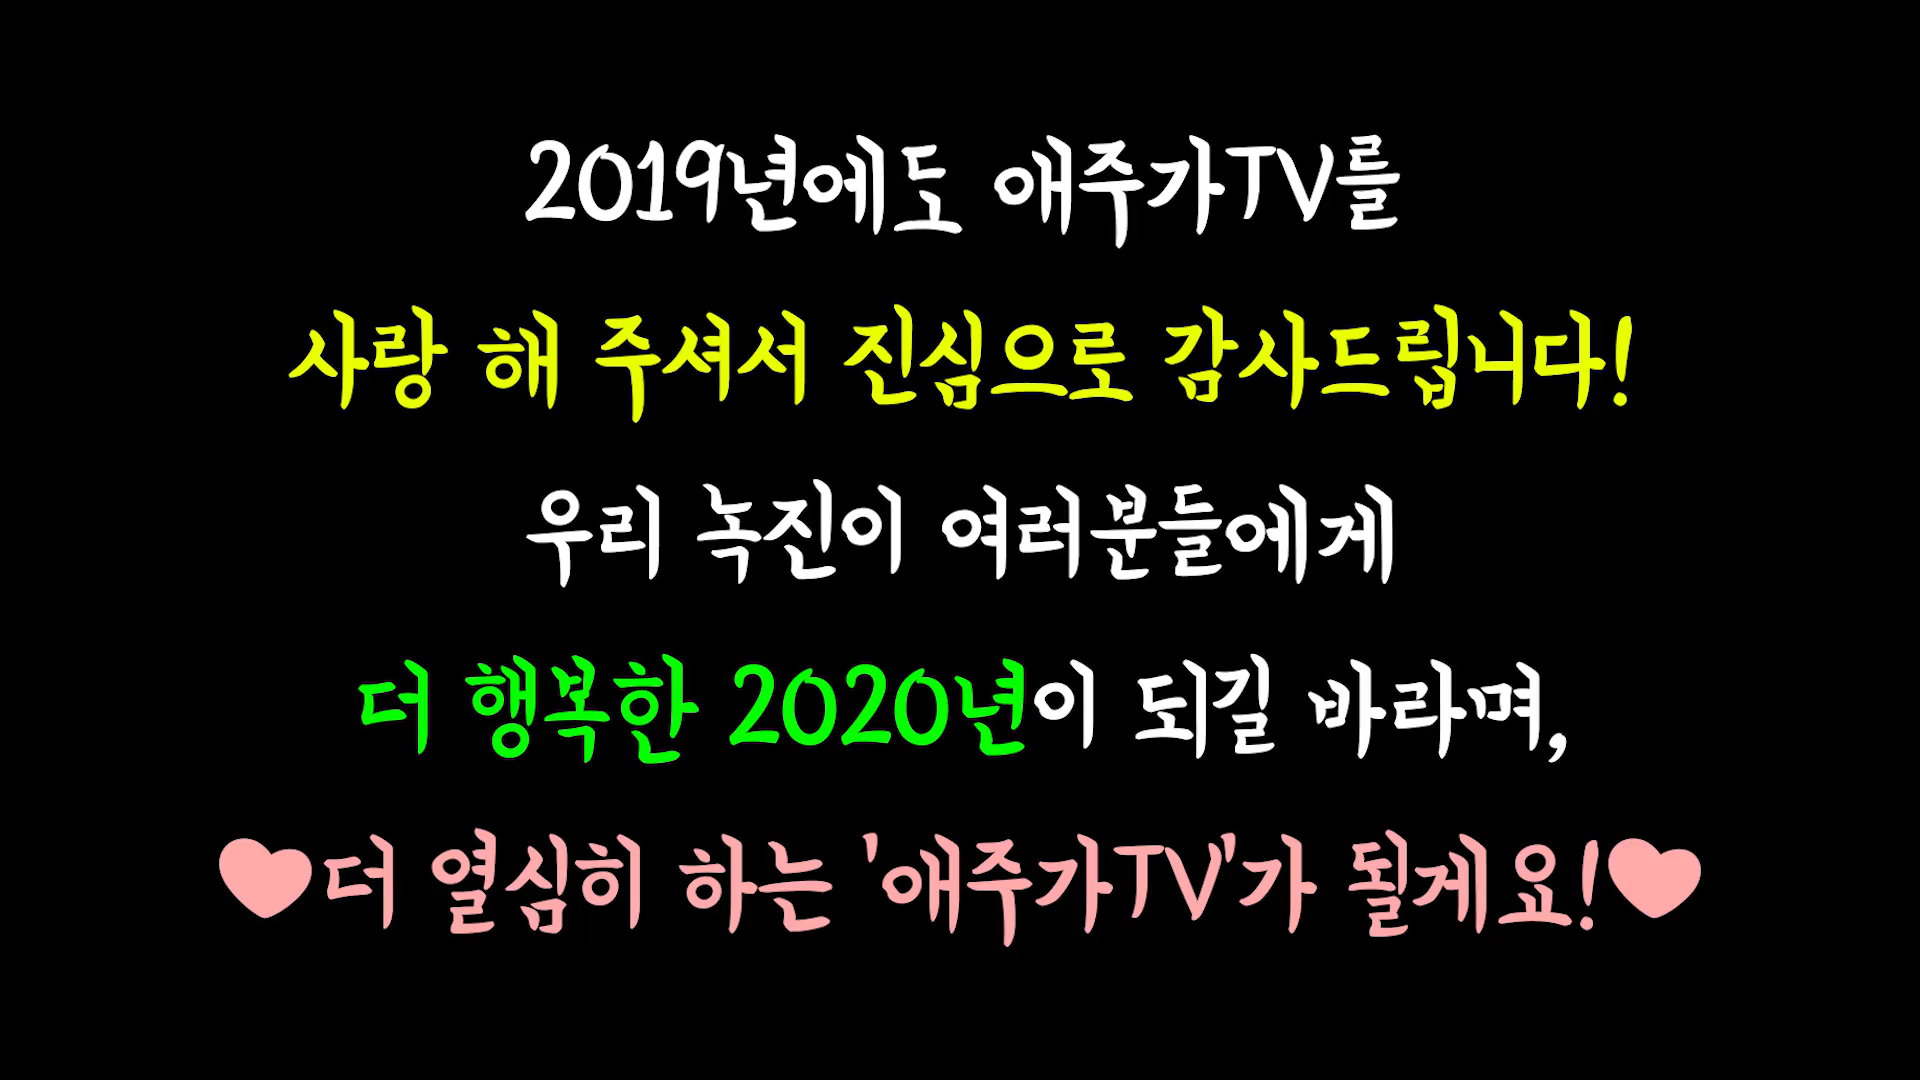 2019년에도 애주가TV를
사랑 해 주셔서 진심으로 감사드립니다!
우리 녹진이 여러분들에게
더 행복한 2020년이 되길 바라며,
♥더 열심히 하는 '애주가TV'가 될게요!♥